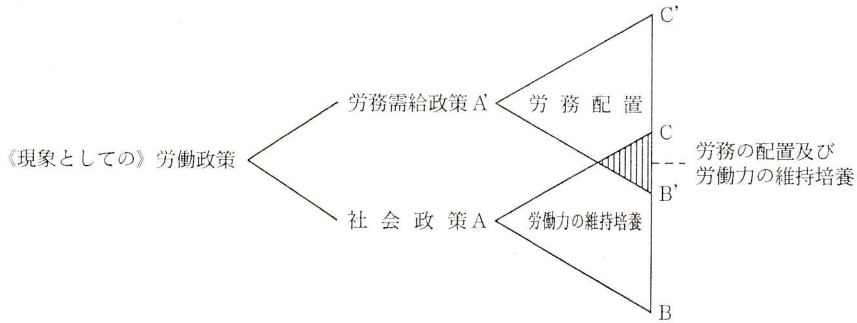 C'
労務需給政策A'
労務配置
C
《現象としての》労働政策
労務の配置及び
労働力の維持培養
B'
社会政策A
労働力の維持培養
B